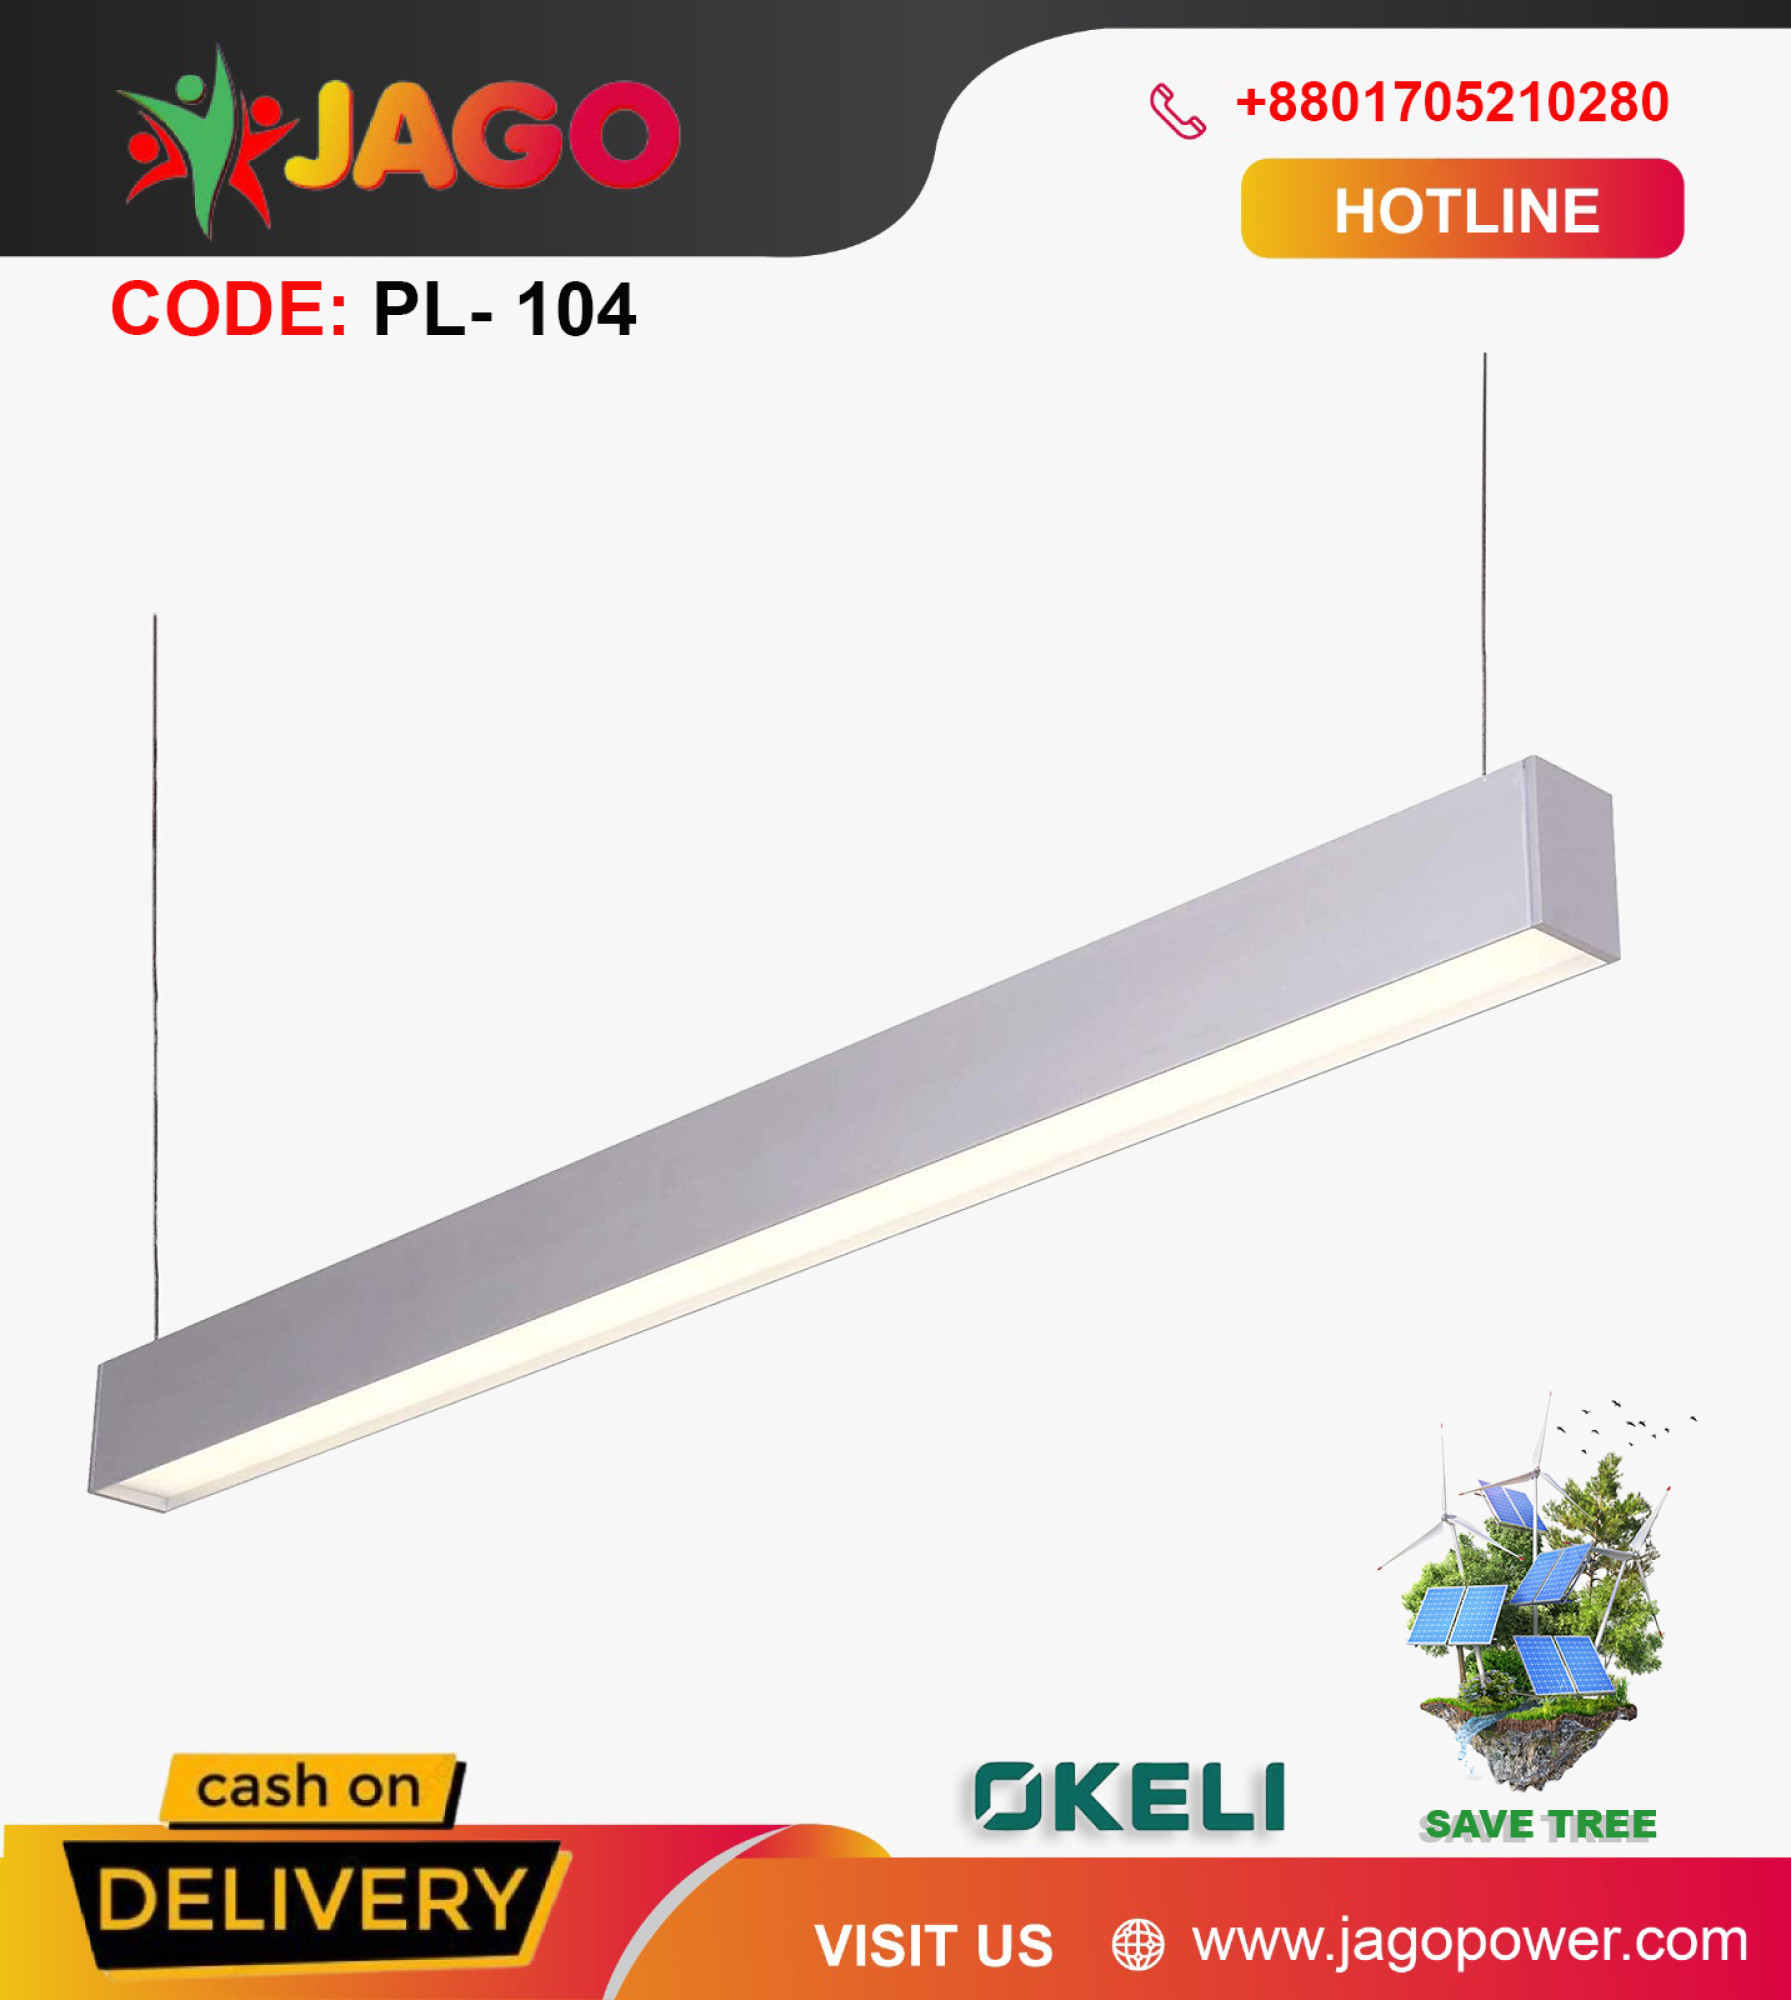 JAGO
+8801705210280
HOTLINE
CODE: PL- 104
cash on
DELIVERY
OKELI
SAVE TREE
VISIT US www.jagopower.com